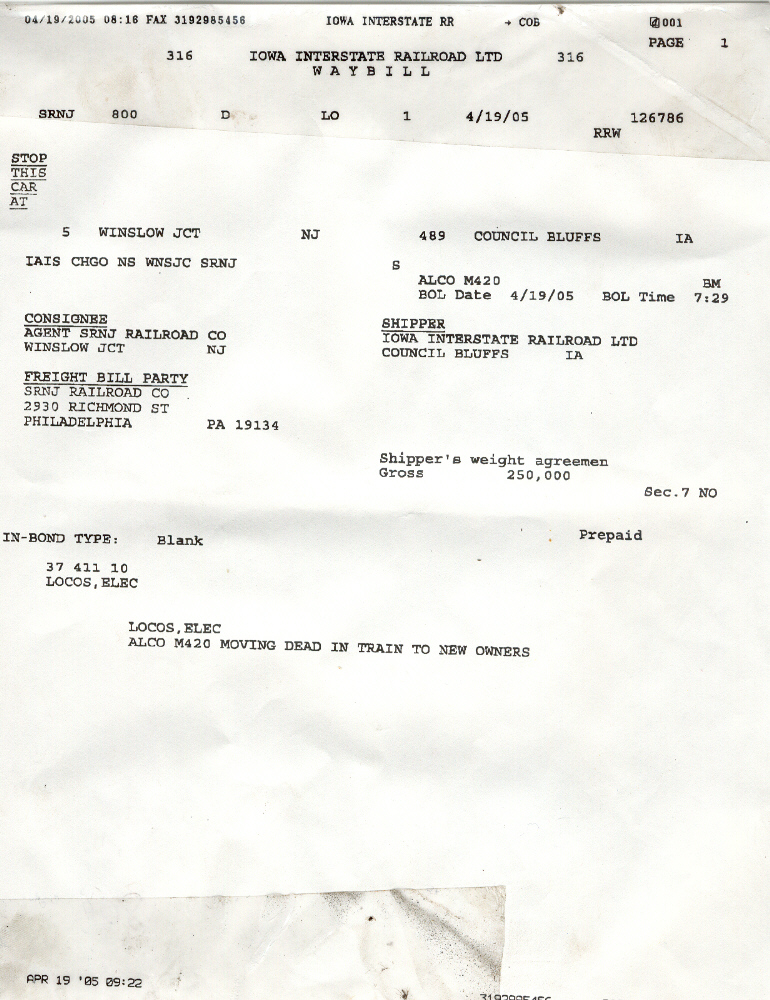 04/19/2005 08:16 FAX 3192985456 IOWA INTERSTATE RR → COB 001
PAGE 1
316 IOWA INTERSTATE RAILROAD LTD 316
W A Y B I L L
SRNJ 800 D LO 1 4/19/05 126786
RRW
STOP
THIS
CAR
AT
5 WINSLOW JCT NJ 489 COUNCIL BLUFFS IA
IAIS CHGO NS WNSJC SRNJ S
ALCO M420 BM
BOL Date 4/19/05 BOL Time 7:29
CONSIGNEE SHIPPER
AGENT SRNJ RAILROAD CO IOWA INTERSTATE RAILROAD LTD
WINSLOW JCT NJ COUNCIL BLUFFS IA
FREIGHT BILL PARTY
SRNJ RAILROAD CO
2930 RICHMOND ST
PHILADELPHIA PA 19134
Shipper's weight agreemen
Gross 250,000
Sec.7 NO
IN-BOND TYPE: Blank Prepaid
37 411 10
LOCOS,ELEC
LOCOS,ELEC
ALCO M420 MOVING DEAD IN TRAIN TO NEW OWNERS
APR 19 '05 09:22
3192985456